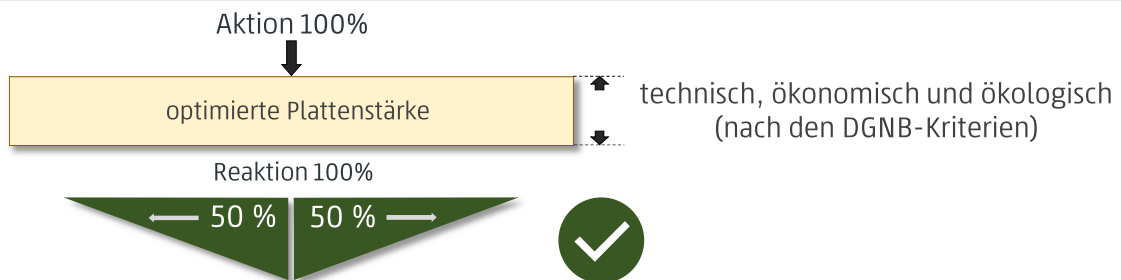 Aktion 100%
optimierte Plattenstärke
technisch, ökonomisch und ökologisch
(nach den DGNB-Kriterien)
Reaktion 100%
50 % 50 %